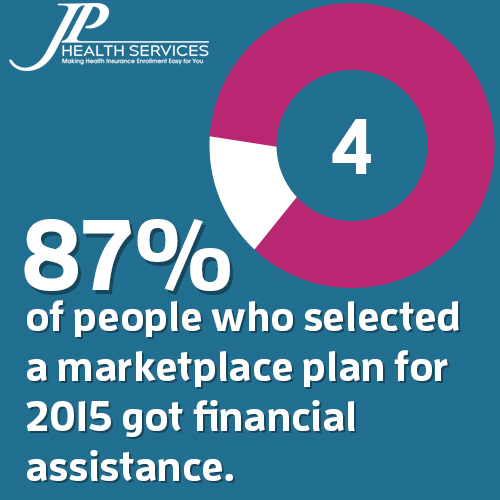 JP
HEALTH SERVICES
Making Health Insurance Enrollment Easy for You
4
87%
of people who selected
a marketplace plan for
2015 got financial
assistance.